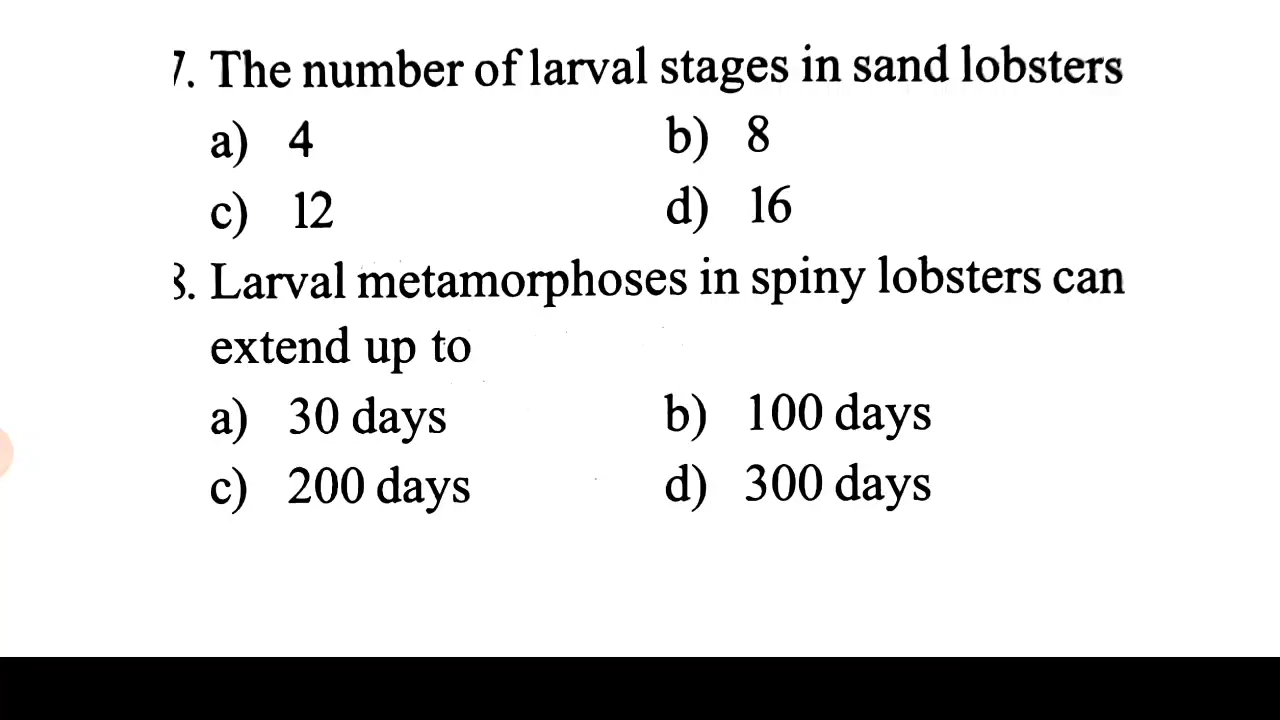 7. The number of larval stages in sand lobsters
a) 4 b) 8
c) 12 d) 16
8. Larval metamorphoses in spiny lobsters can
extend up to
a) 30 days b) 100 days
c) 200 days d) 300 days